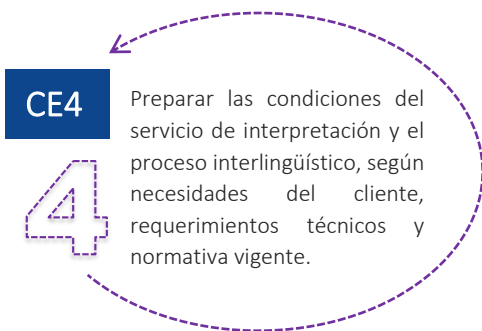 CE4
4
Preparar las condiciones del
servicio de interpretación y el
proceso interlingüístico, según
necesidades del cliente,
requerimientos técnicos y
normativa vigente.